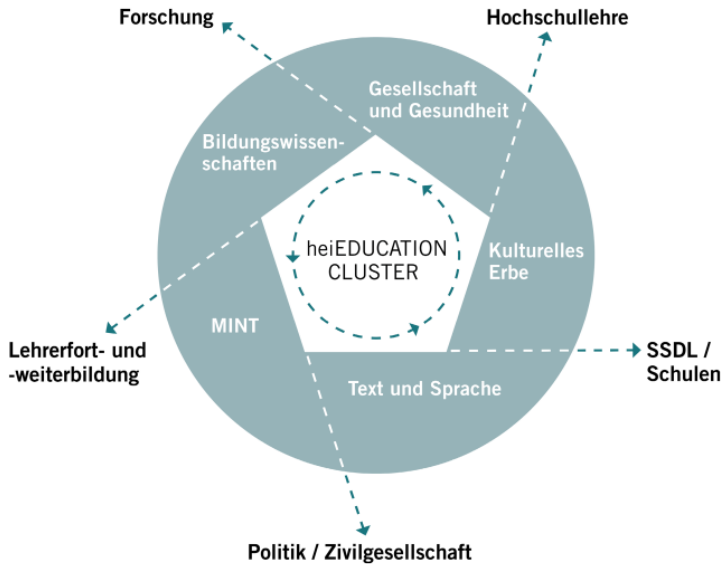 Forschung
Hochschullehre
Gesellschaft
und Gesundheit
Bildungswissen-
schaften
heiEDUCATION
CLUSTER
Kulturelles
Erbe
MINT
Lehrerfort- und
-weiterbildung
SSDL /
Schulen
Text und Sprache
Politik / Zivilgesellschaft